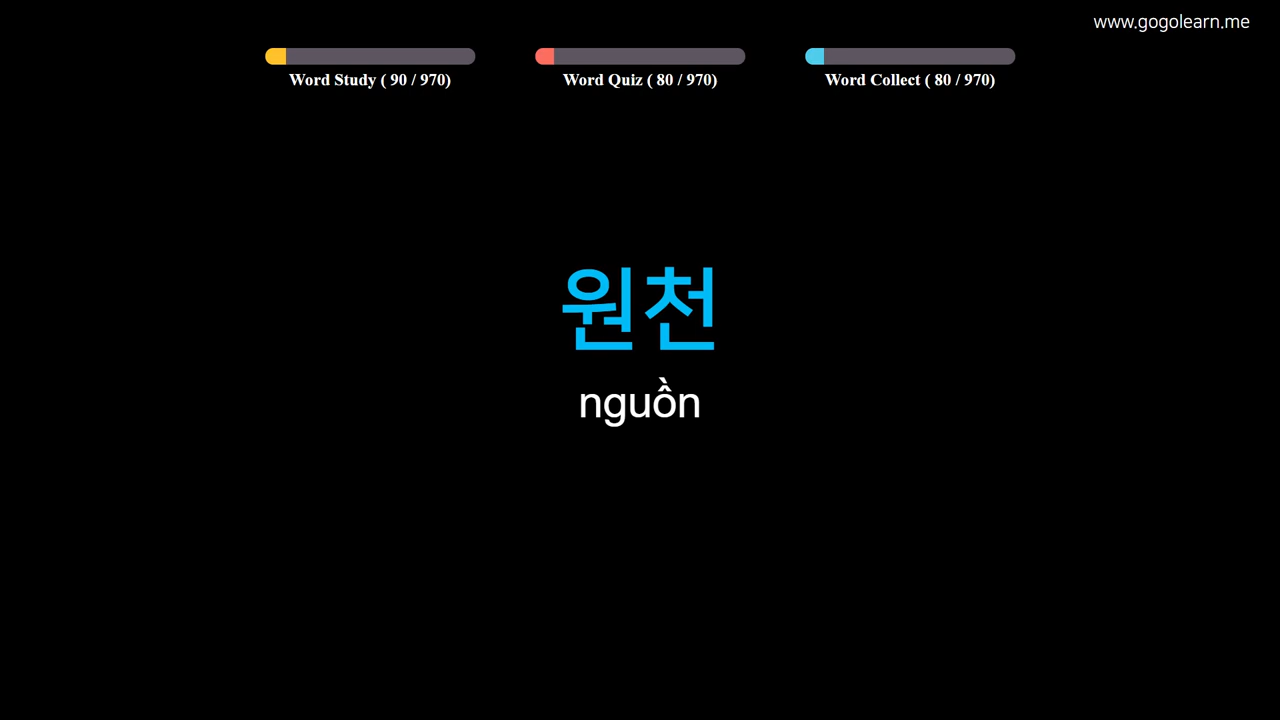 www.gogolearn.me
Word Study ( 90 / 970)
Word Quiz ( 80 / 970)
Word Collect ( 80 / 970)
원천
nguồn